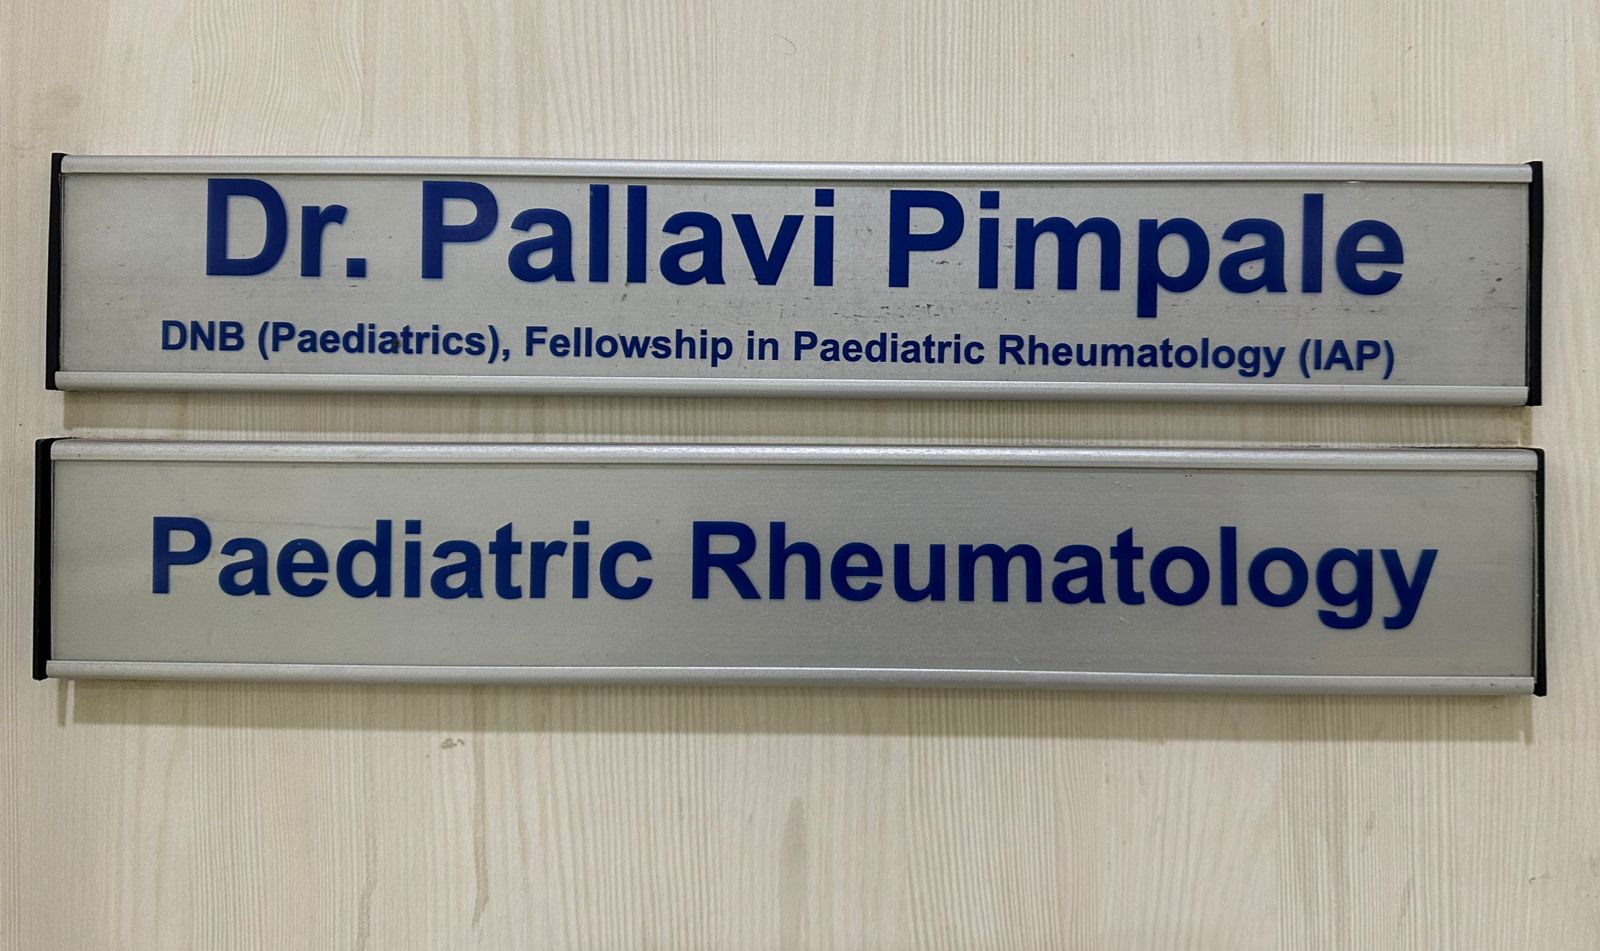 Dr. Pallavi Pimpale
DNB (Paediatrics), Fellowship in Paediatric Rheumatology (IAP)
Paediatric Rheumatology